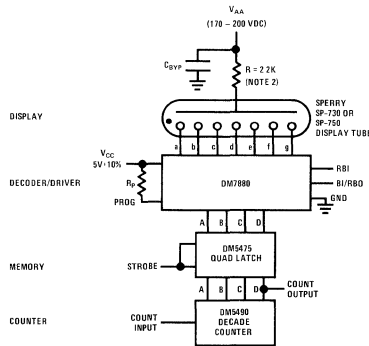 VAA
(170 – 200 VDC)
CBYP
R = 2 2K
(NOTE 2)
DISPLAY
SPERRY
SP-730 OR
SP-750
DISPLAY TUBE
a b c d e f g
VCC
5V·10%
DECODER/DRIVER
RP
PROG
DM7880
RBI
BI/RBO
GND
A B C D
DM5475
QUAD LATCH
MEMORY
STROBE
A B C D
COUNT
OUTPUT
COUNTER
COUNT
INPUT
DM5490
DECADE
COUNTER